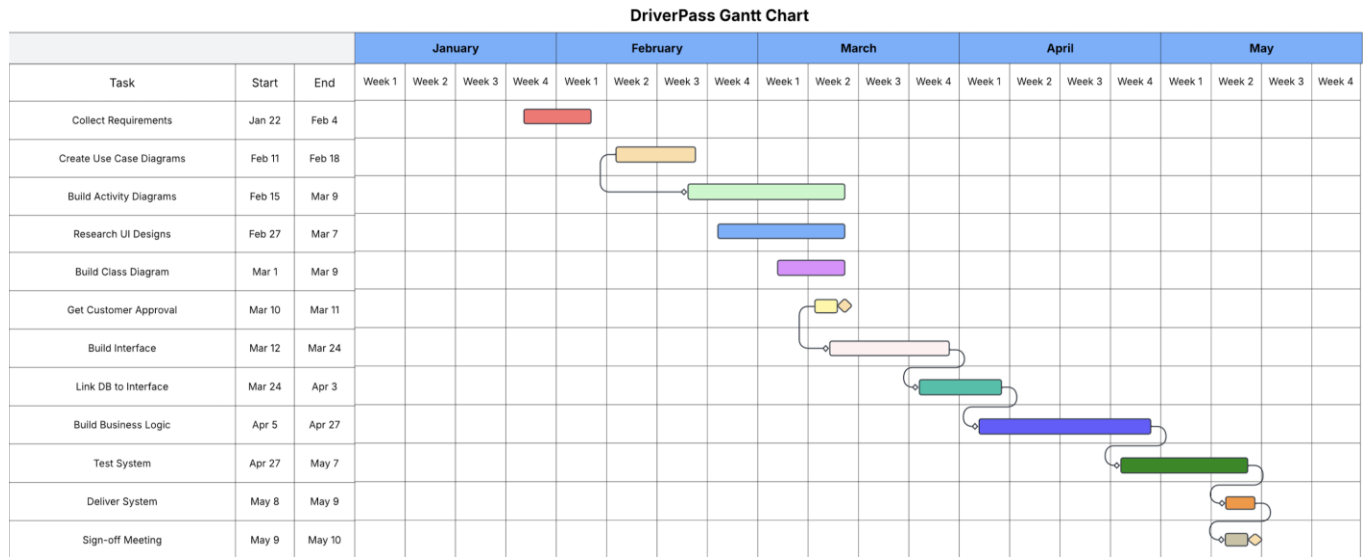 DriverPass Gantt Chart
January February March April May
Task Start End Week 1 Week 2 Week 3 Week 4 Week 1 Week 2 Week 3 Week 4 Week 1 Week 2 Week 3 Week 4 Week 1 Week 2 Week 3 Week 4 Week 1 Week 2 Week 3 Week 4
Collect Requirements Jan 22 Feb 4
Create Use Case Diagrams Feb 11 Feb 18
Build Activity Diagrams Feb 15 Mar 9
Research UI Designs Feb 27 Mar 7
Build Class Diagram Mar 1 Mar 9
Get Customer Approval Mar 10 Mar 11
Build Interface Mar 12 Mar 24
Link DB to Interface Mar 24 Apr 3
Build Business Logic Apr 5 Apr 27
Test System Apr 27 May 7
Deliver System May 8 May 9
Sign-off Meeting May 9 May 10